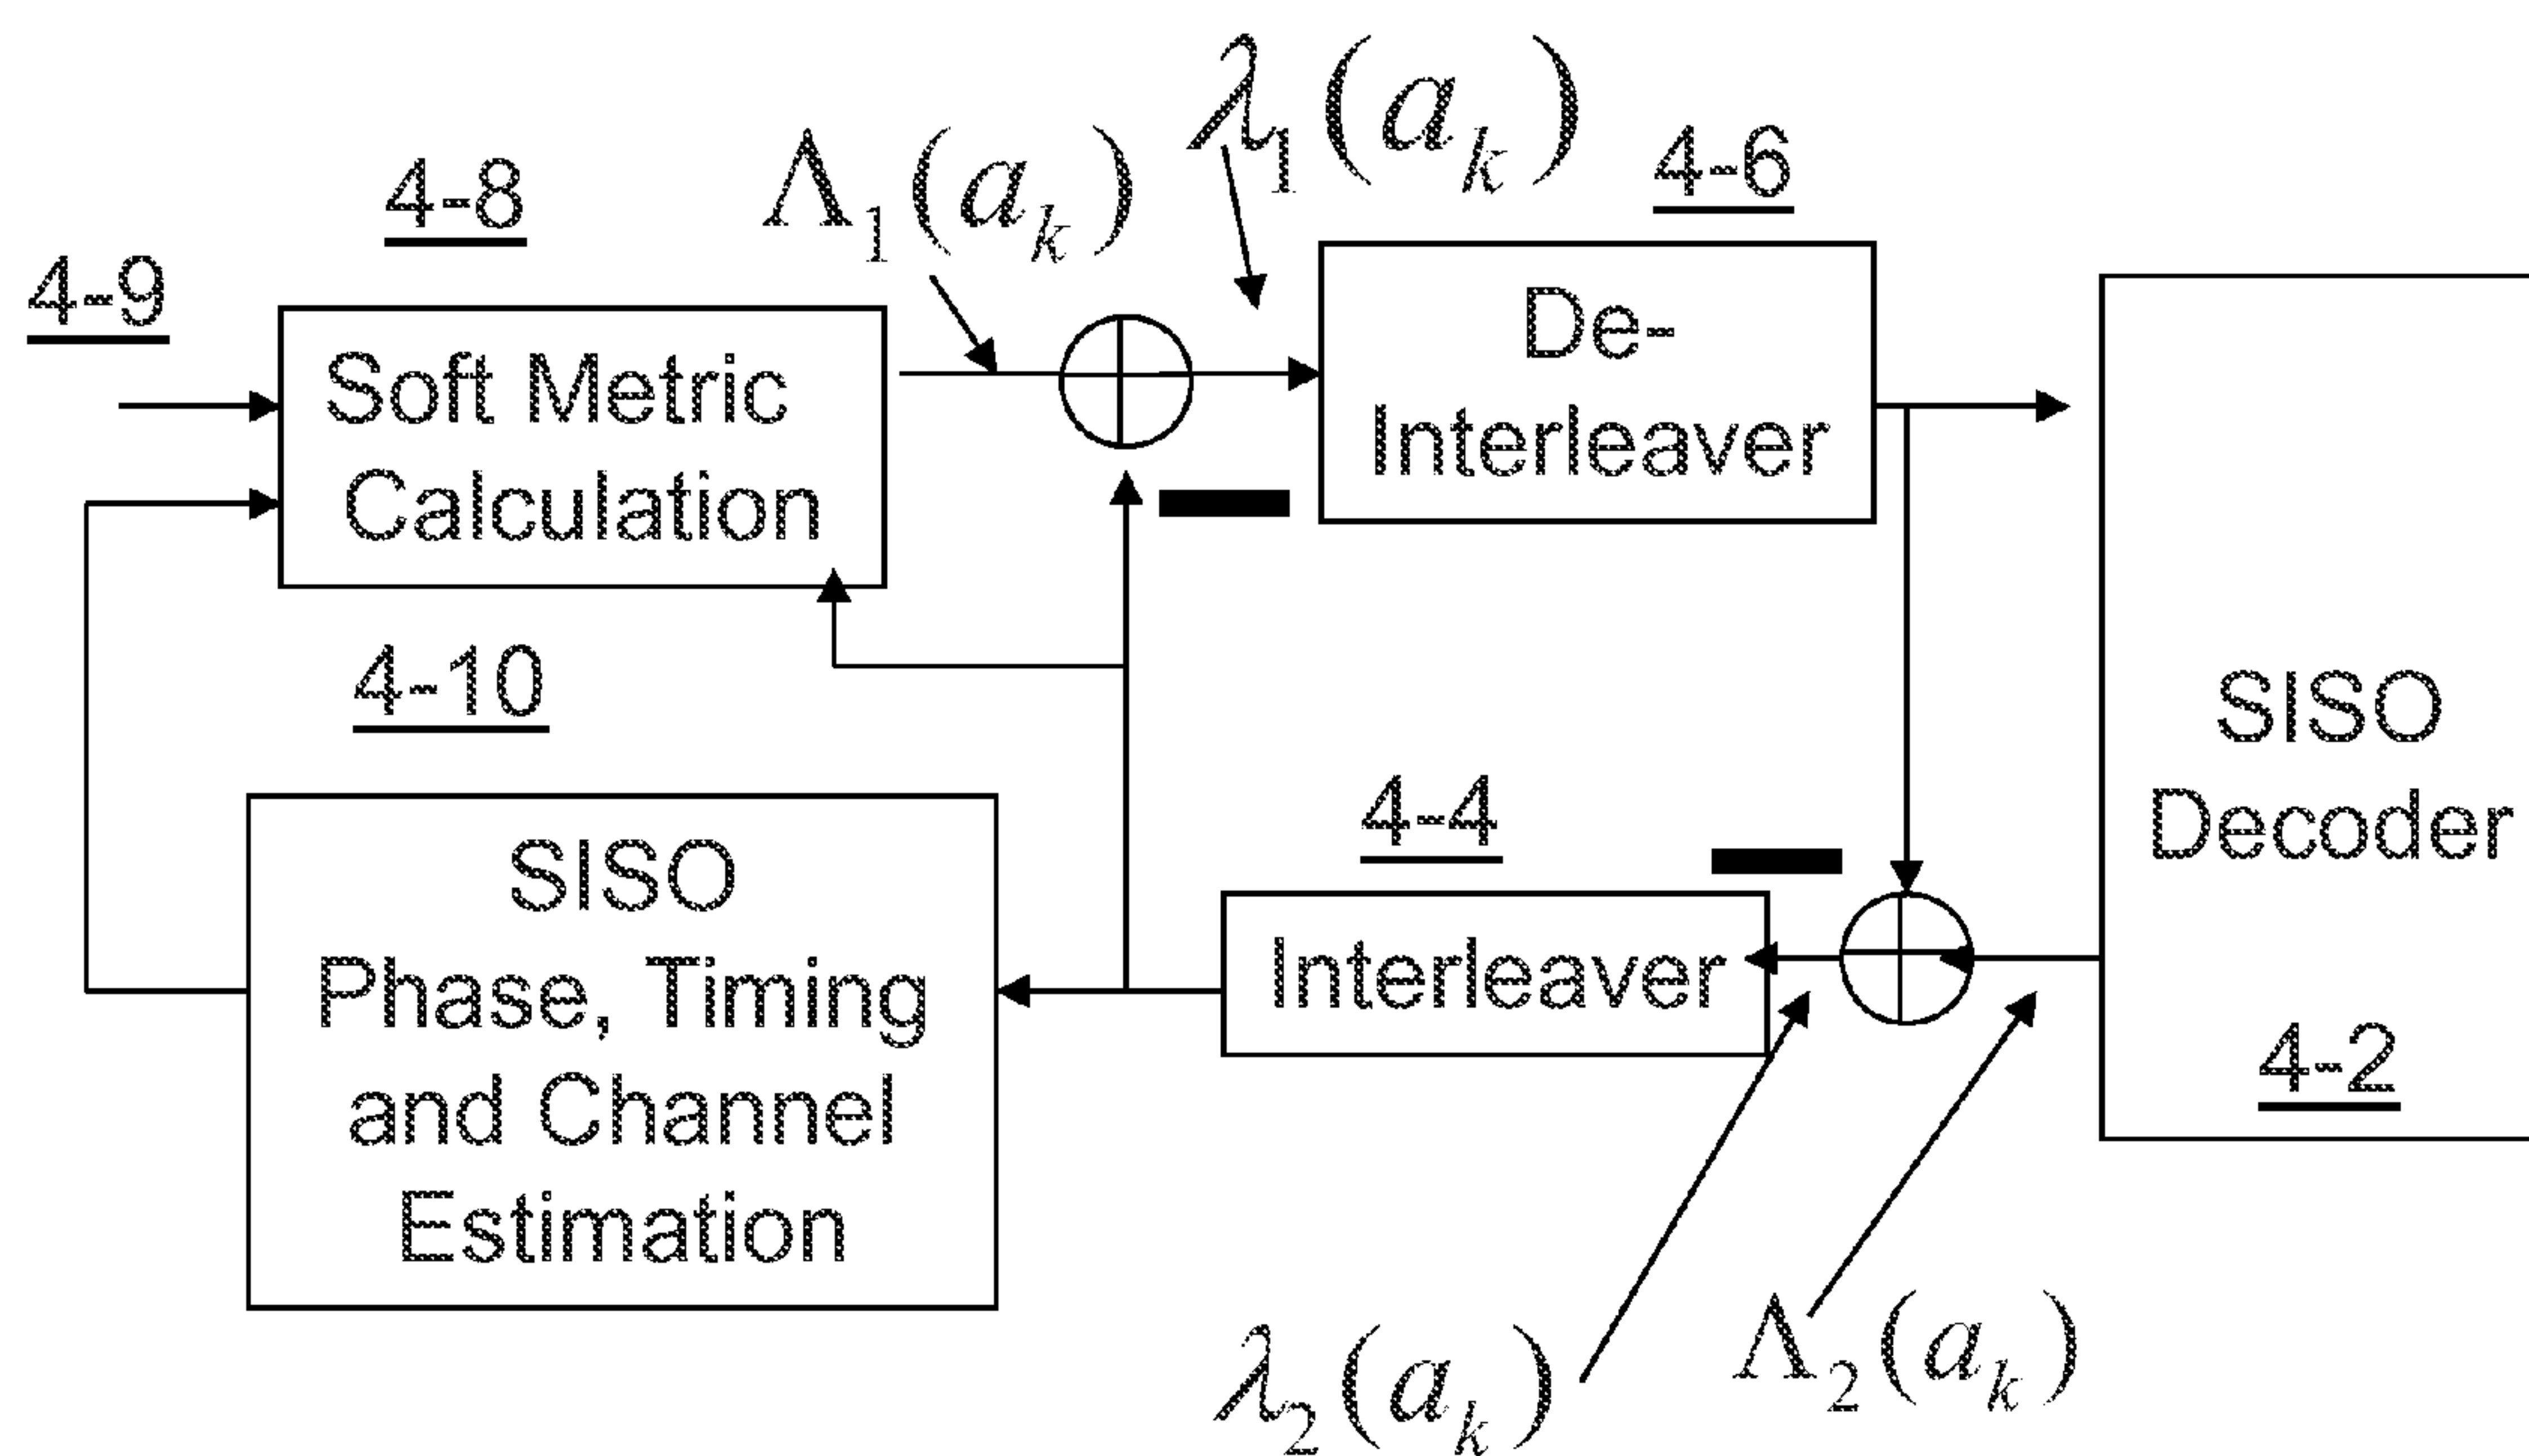 4-9
4-8
Λ₁(aₖ)
λ₁(aₖ)
4-6
Soft Metric
Calculation
De-
Interleaver
4-10
SISO
Phase, Timing
and Channel
Estimation
4-4
Interleaver
SISO
Decoder
4-2
λ₂(aₖ)
Λ₂(aₖ)